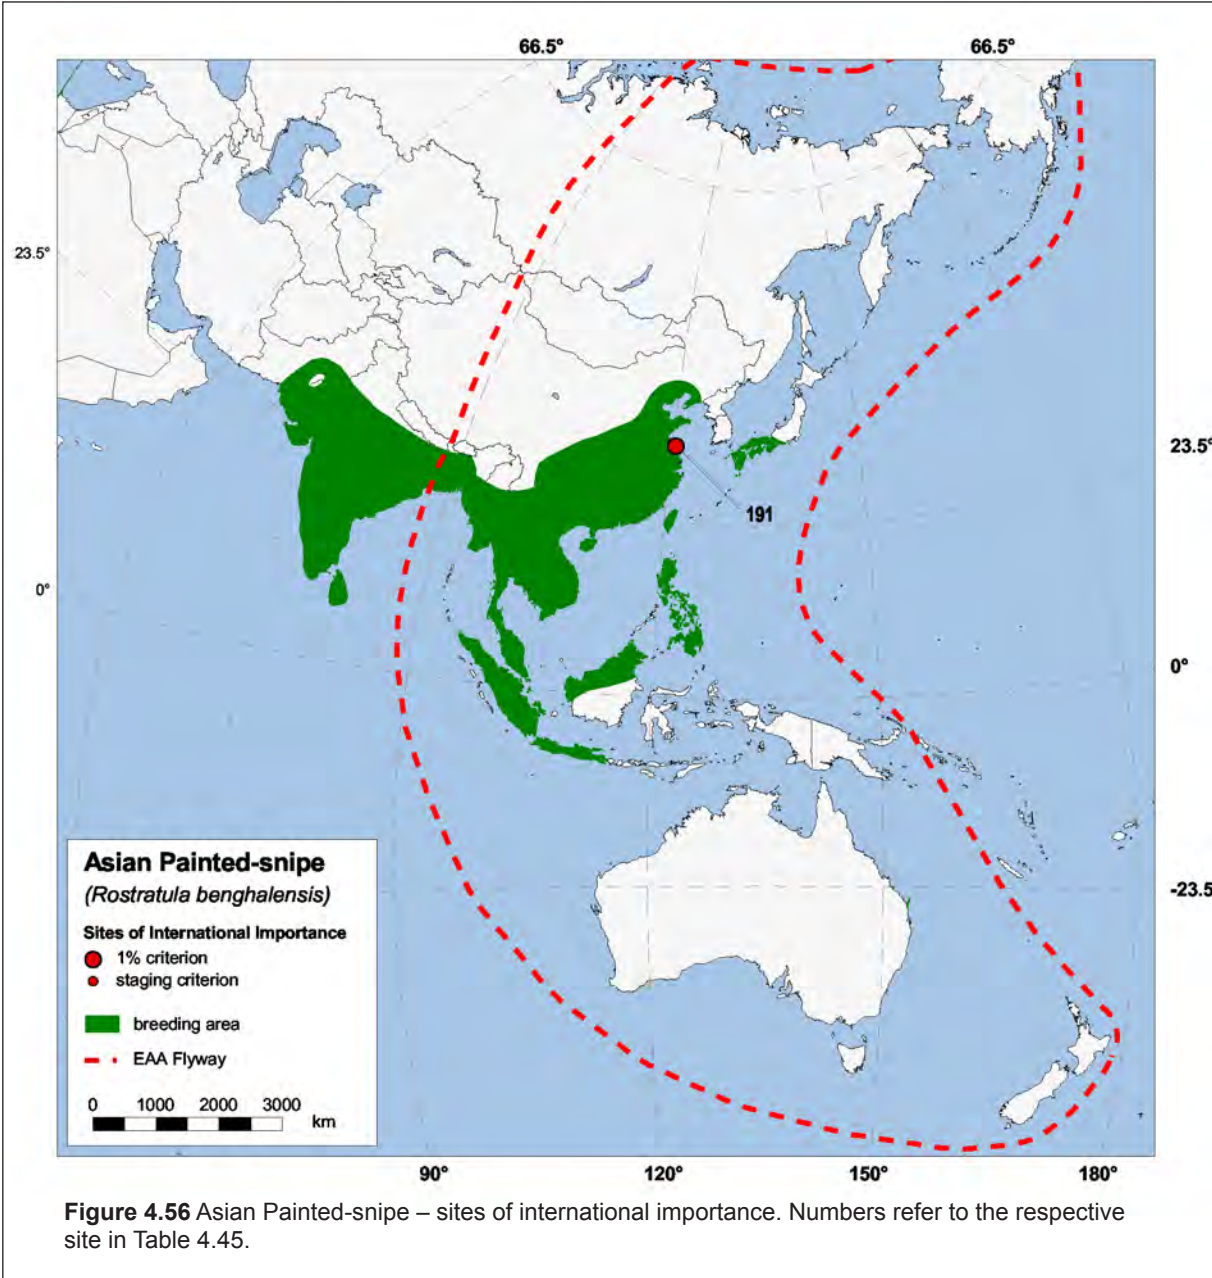 66.5°
66.5°
23.5°
23.5°
191
0°
0°
-23.5
Asian Painted-snipe
(Rostratula benghalensis)
Sites of International Importance
1% criterion
staging criterion
breeding area
EAA Flyway
0 1000 2000 3000
km
90°
120°
150°
180°
Figure 4.56 Asian Painted-snipe – sites of international importance. Numbers refer to the respective
site in Table 4.45.